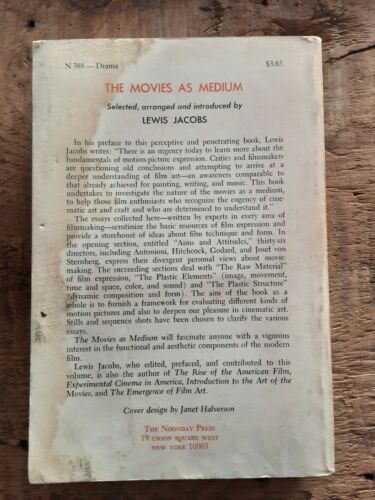 N 388 — Drama
$3.65
THE MOVIES AS MEDIUM
Selected, arranged and introduced by
LEWIS JACOBS
In his preface to this perceptive and penetrating book, Lewis
Jacobs writes: "There is an urgency today to learn more about the
fundamentals of motion-picture expression. Critics and filmmakers
are questioning old conclusions and attempting to arrive at a
deeper understanding of film art—an awareness comparable to
that already achieved for painting, writing, and music. This book
undertakes to investigate the nature of the movies as a medium,
to help those film enthusiasts who recognize the regency of cine-
matic art and craft and who are determined to understand it."
The essays collected here—written by experts in every area of
filmmaking—scrutinize the basic resources of film expression and
provide a storehouse of idea about film technique and form. In
the opening section, entitled "Aims and Attitudes," thirty-six
directors, including Antonioni, Hitchcock, Godard, and Josef von
Sternberg, express their divergent personal views about movie-
making. The succeeding sections deal with "The Raw Material"
of film expression, "The Plastic Elements" (image, movement,
time and space, color, and sound) and "The Plastic Structure"
(dynamic composition and form). The aim of the book as a
whole is to furnish a framework for evaluating different kinds of
motion pictures and also to deepen our pleasure in cinematic art.
Stills and sequence shots have been chosen to clarify the various
essays.
The Movies as Medium will fascinate anyone with a vigorous
interest in the functional and aesthetic components of the modern
film.
Lewis Jacobs, who edited, prefaced, and contributed to this
volume, is also the author of The Rise of the American Film,
Experimental Cinema in America, Introduction to the Art of the
Movies, and The Emergence of Film Art.
Cover design by Janet Halverson
THE NOONDAY PRESS
19 UNION SQUARE WEST
NEW YORK 10003